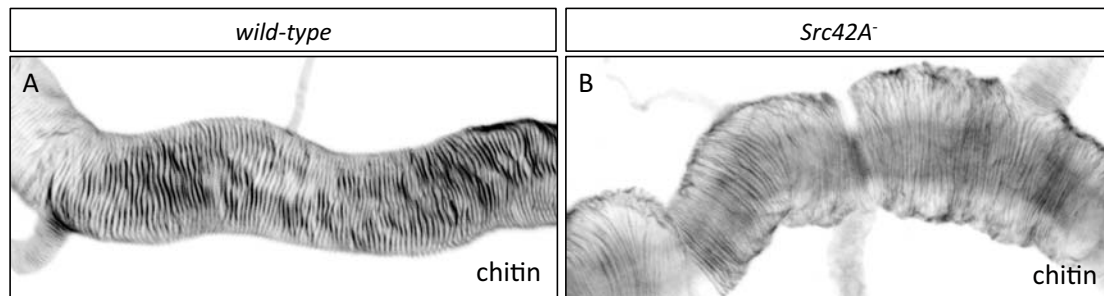 wild-type
Src42A⁻
A
B
chitin
chitin